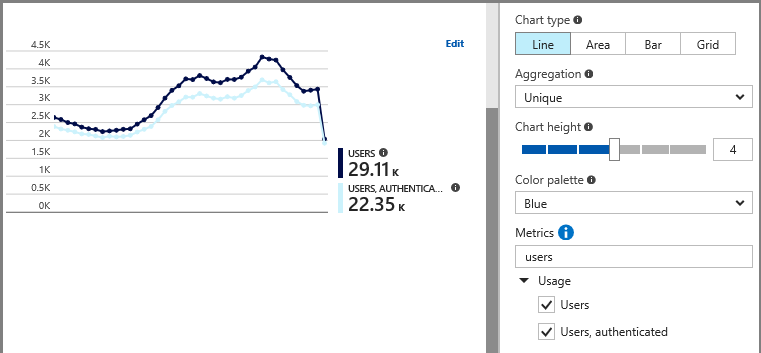 Edit
4.5K
4K
3.5K
3K
2.5K
2K
1.5K
1K
0.5K
0K
USERS
29.11 K
USERS, AUTHENTICA...
22.35 K
Chart type
Line Area Bar Grid
Aggregation
Unique
Chart height
4
Color palette
Blue
Metrics
users
Usage
Users
Users, authenticated